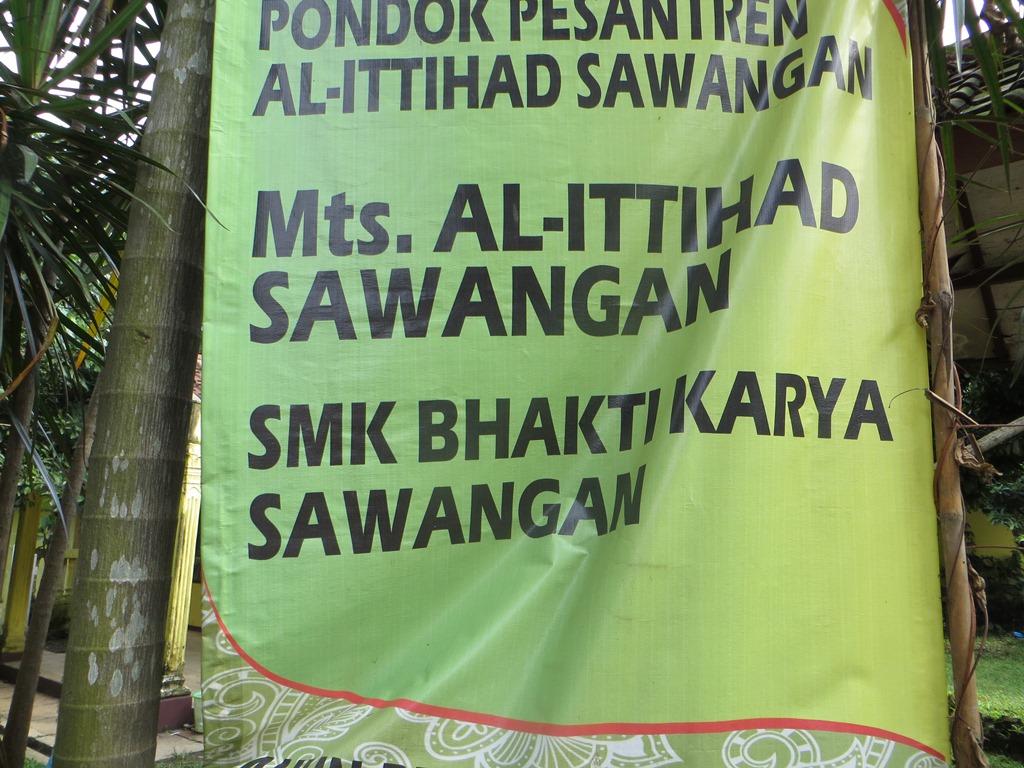 PONDOK PESANTREN
AL-ITTIHAD SAWANGAN
Mts. AL-ITTIHAD
SAWANGAN
SMK BHAKTI KARYA
SAWANGAN